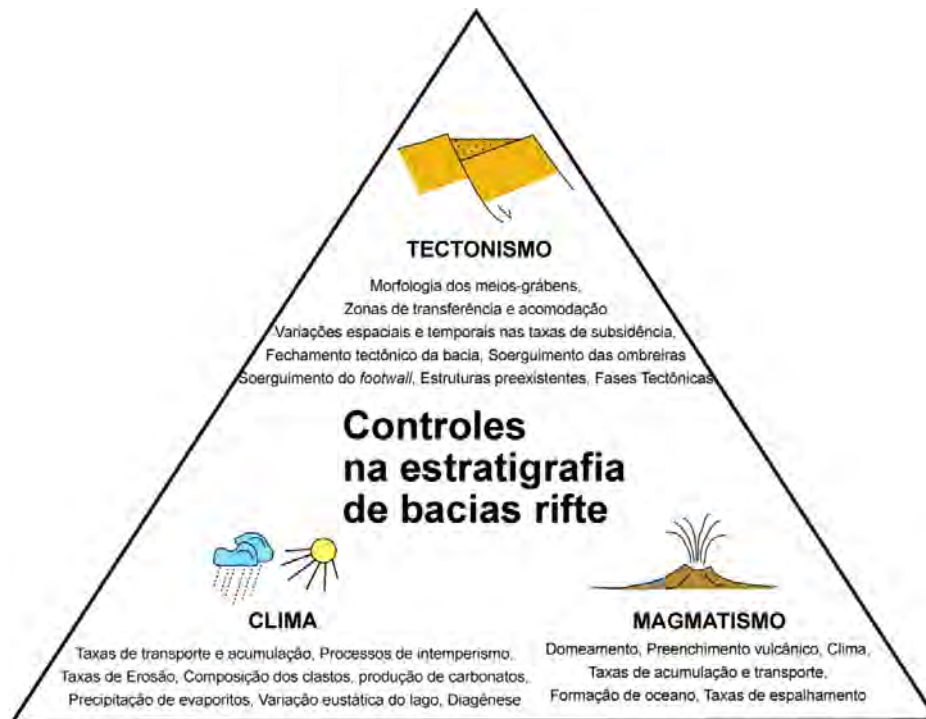 TECTONISMO
Morfologia dos meios-grábens,
Zonas de transferência e acomodação
Variações espaciais e temporais nas taxas de subsidência,
Fechamento tectônico da bacia, Soerguimento das ombreiras
Soerguimento do footwall, Estruturas preexistentes, Fases Tectônicas
Controles
na estratigrafia
de bacias rifte
CLIMA
Taxas de transporte e acumulação, Processos de intemperismo,
Taxas de Erosão, Composição dos clastos, produção de carbonatos,
Precipitação de evaporitos, Variação eustática do lago, Diagênese
MAGMATISMO
Domeamento, Preenchimento vulcânico, Clima,
Taxas de acumulação e transporte,
Formação de oceano, Taxas de espalhamento